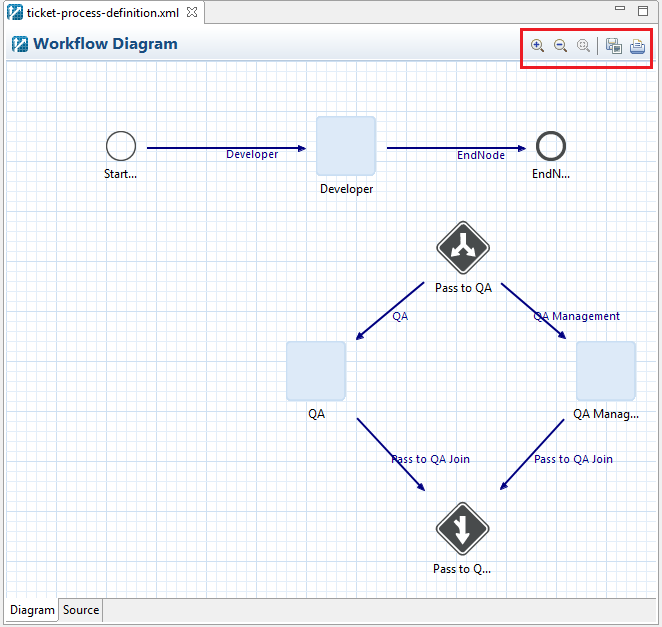 ticket-process-definition.xml
Workflow Diagram
Developer
EndNode
Start...
EndN...
Developer
Pass to QA
QA
QA Management
QA
QA Manag...
Pass to QA Join
Pass to QA Join
Pass to Q...
Diagram
Source